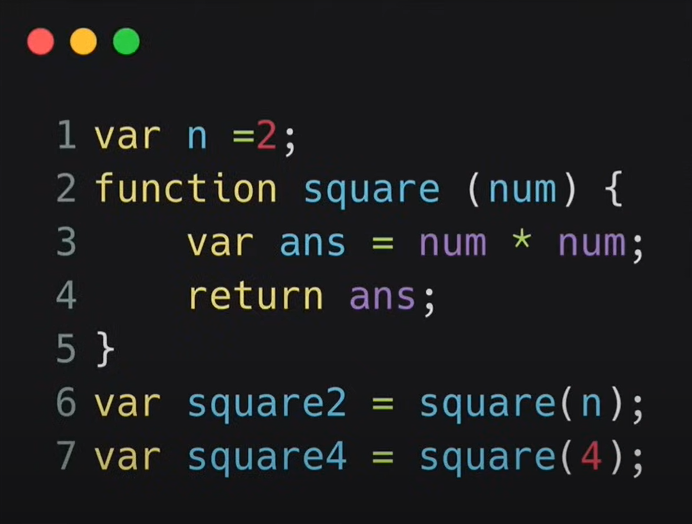 1 var n =2;
2 function square (num) {
3     var ans = num * num;
4     return ans;
5 }
6 var square2 = square(n);
7 var square4 = square(4);